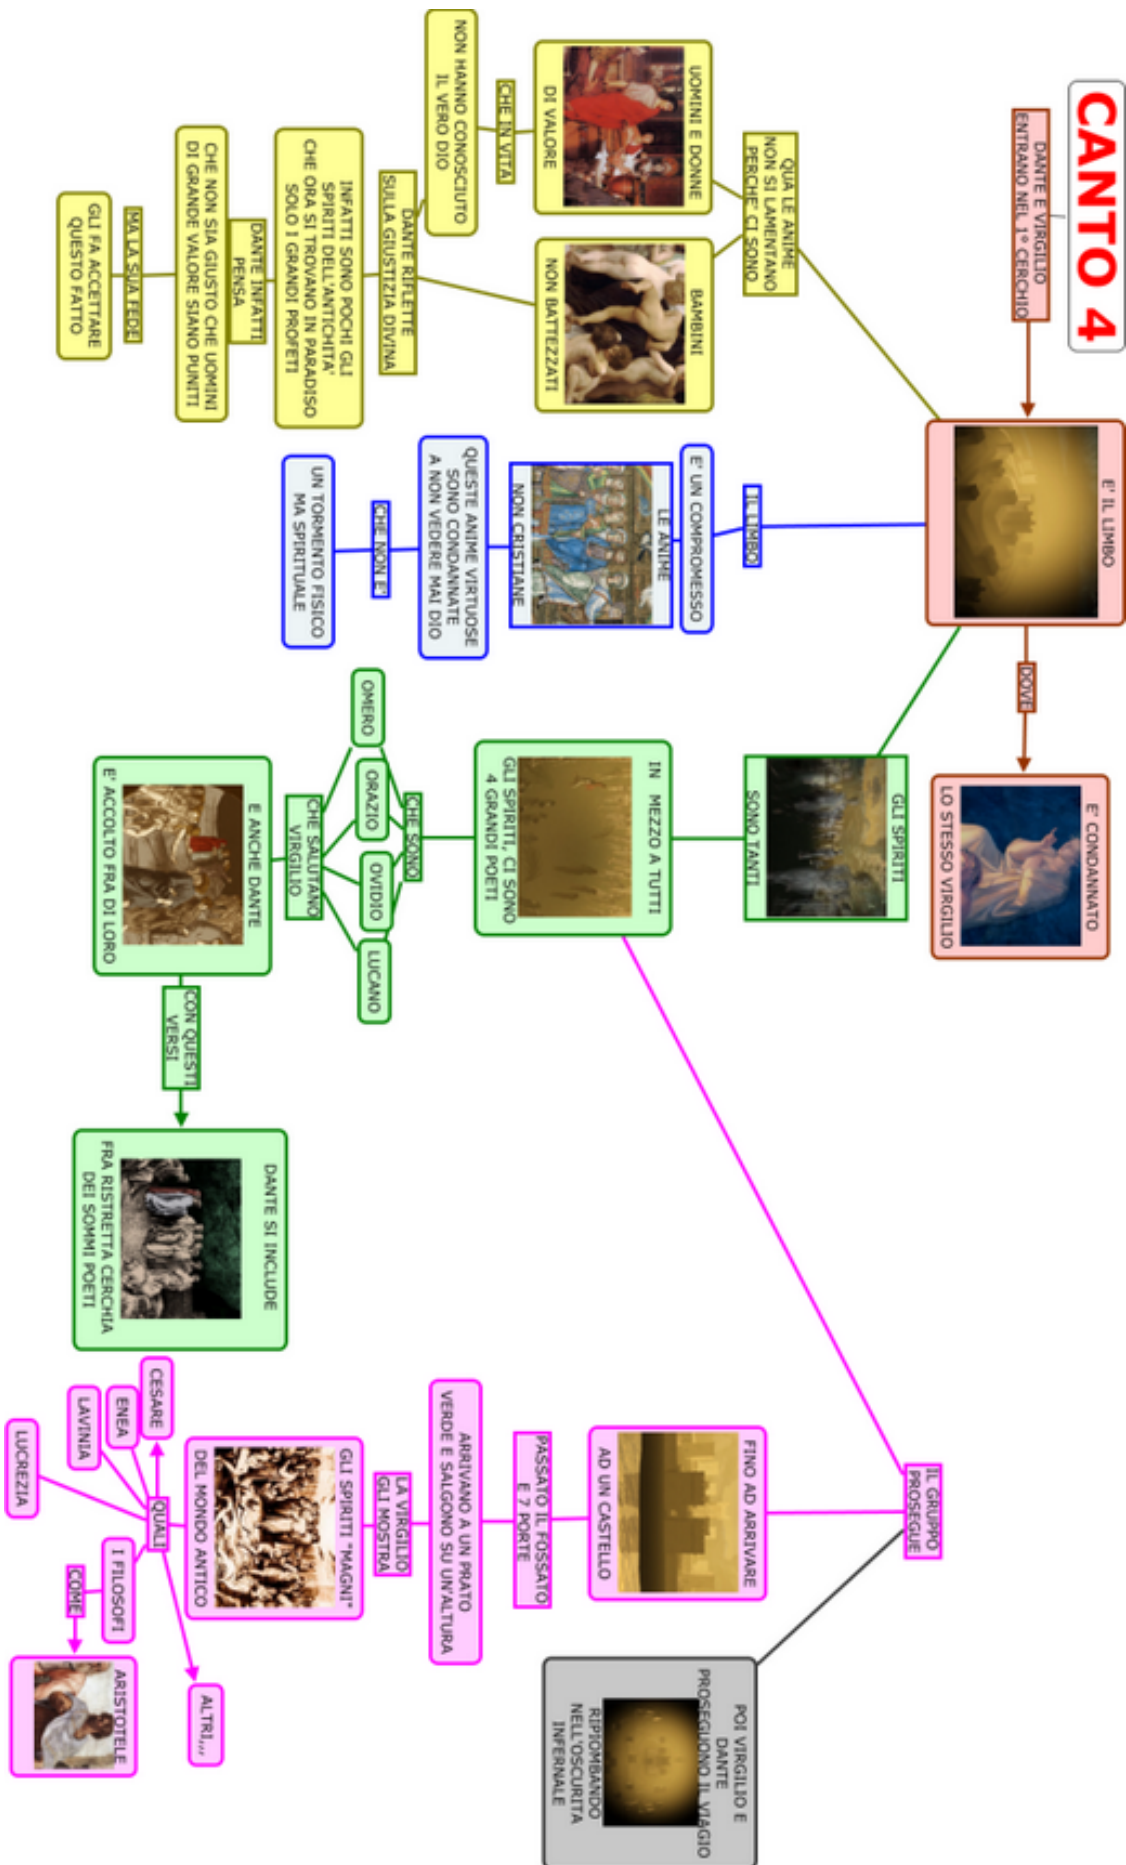 CANTO 4
DANTE E VIRGILIO
ENTRANO NEL 1° CERCHIO
E' IL LIMBO
DOVE
E' CONDANNATO
LO STESSO VIRGILIO
QUA LE ANIME
NON SI LAMENTANO
PERCHE CI SONO
UOMINI E DONNE
DI VALORE
BAMBINI
NON BATTEZZATI
CHE IN VITA
NON HANNO CONOSCIUTO
IL VERO DIO
DANTE RIFLETTE
SULLA GIUSTIZIA DIVINA
INFATTI SONO POCHI GLI
SPIRITI DELL'ANTICHITA'
CHE ORA SI TROVANO IN PARADISO
SOLO I GRANDI PROFETI
DANTE INFATTI
PENSA
CHE NON SIA GIUSTO CHE UOMINI
DI GRANDE VALORE SIANO PUNITI
MA LA SUA FEDE
GLI FA ACCETTARE
QUESTO FATTO
IL LIMBO
E' UN COMPROMESSO
LE ANIME
NON CRISTIANE
QUESTE ANIME VIRTUOSE
SONO CONDANNATE
A NON VEDERE MAI DIO
CHE NON E'
UN TORMENTO FISICO
MA SPIRITUALE
GLI SPIRITI
SONO TANTI
IN MEZZO A TUTTI
GLI SPIRITI, CI SONO
4 GRANDI POETI
CHE SONO
OMERO
ORAZIO
OVIDIO
LUCANO
CHE SALUTANO
VIRGILIO
E ANCHE DANTE
E' ACCOLTO FRA DI LORO
CON QUESTI
VERSI
DANTE SI INCLUDE
FRA RISTRETTA CERCHIA
DEI SOMMI POETI
IL GRUPPO
PROSEGUE
FINO AD ARRIVARE
AD UN CASTELLO
PASSATO IL FOSSATO
E 7 PORTE
ARRIVANO A UN PRATO
VERDE E SALGONO SU UN'ALTURA
LA VIRGILIO
GLI MOSTRA
GLI SPIRITI "MAGNI"
DEL MONDO ANTICO
QUALI
CESARE
ENEA
LAVINIA
LUCREZIA
I FILOSOFI
COME
ARISTOTELE
ALTRI,,,
POI VIRGILIO E
DANTE
PROSEGUONO IL VIAGIO
RIPIOMBANDO
NELL'OSCURITA
INFERNALE